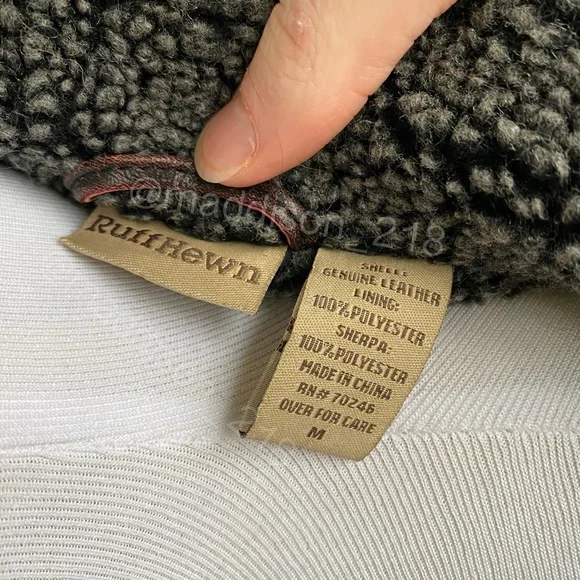 RuffHewn
SHELL:
GENUINE LEATHER
LINING:
100% POLYESTER
SHERPA:
100% POLYESTER
MADE IN CHINA
RN# 70246
OVER FOR CARE
M